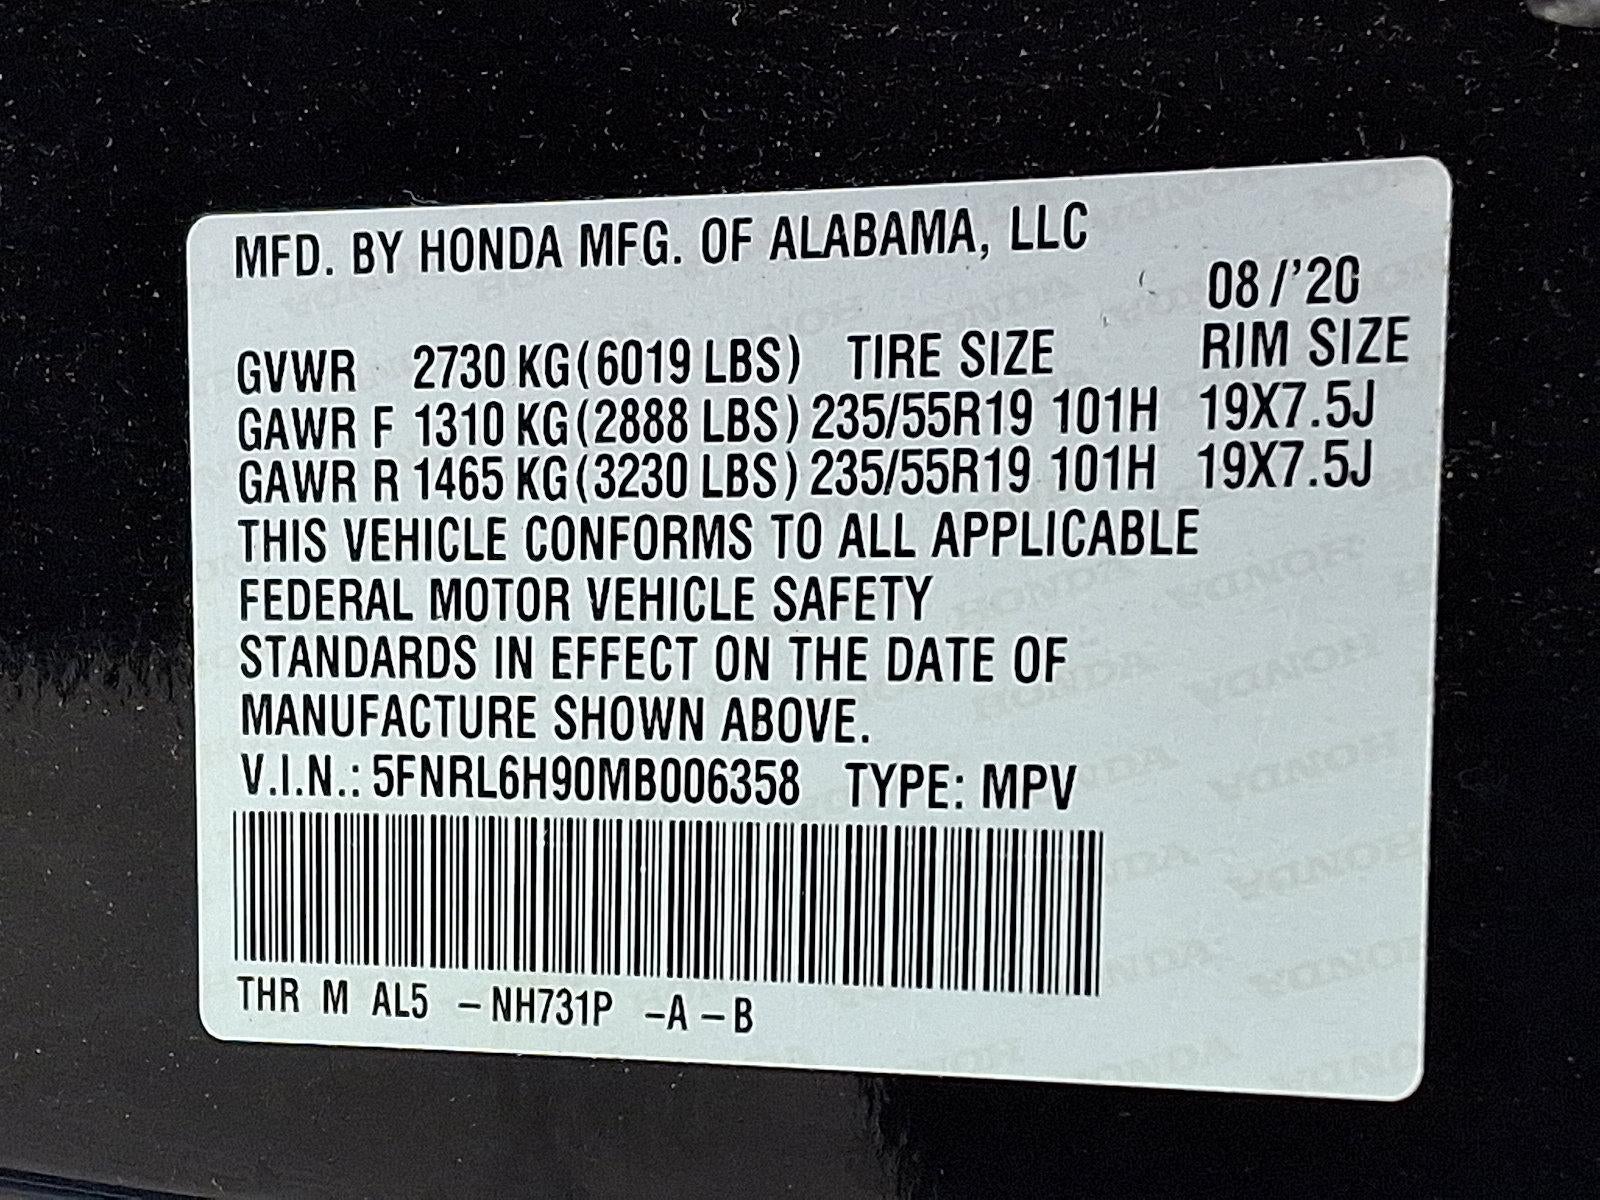 MFD. BY HONDA MFG. OF ALABAMA, LLC
08/'20
GVWR 2730 KG(6019 LBS) TIRE SIZE RIM SIZE
GAWR F 1310 KG(2888 LBS) 235/55R19 101H 19X7.5J
GAWR R 1465 KG(3230 LBS) 235/55R19 101H 19X7.5J
THIS VEHICLE CONFORMS TO ALL APPLICABLE
FEDERAL MOTOR VEHICLE SAFETY
STANDARDS IN EFFECT ON THE DATE OF
MANUFACTURE SHOWN ABOVE.
V.I.N.: 5FNRL6H90MB006358 TYPE: MPV
THR M AL5 – NH731P –A – B